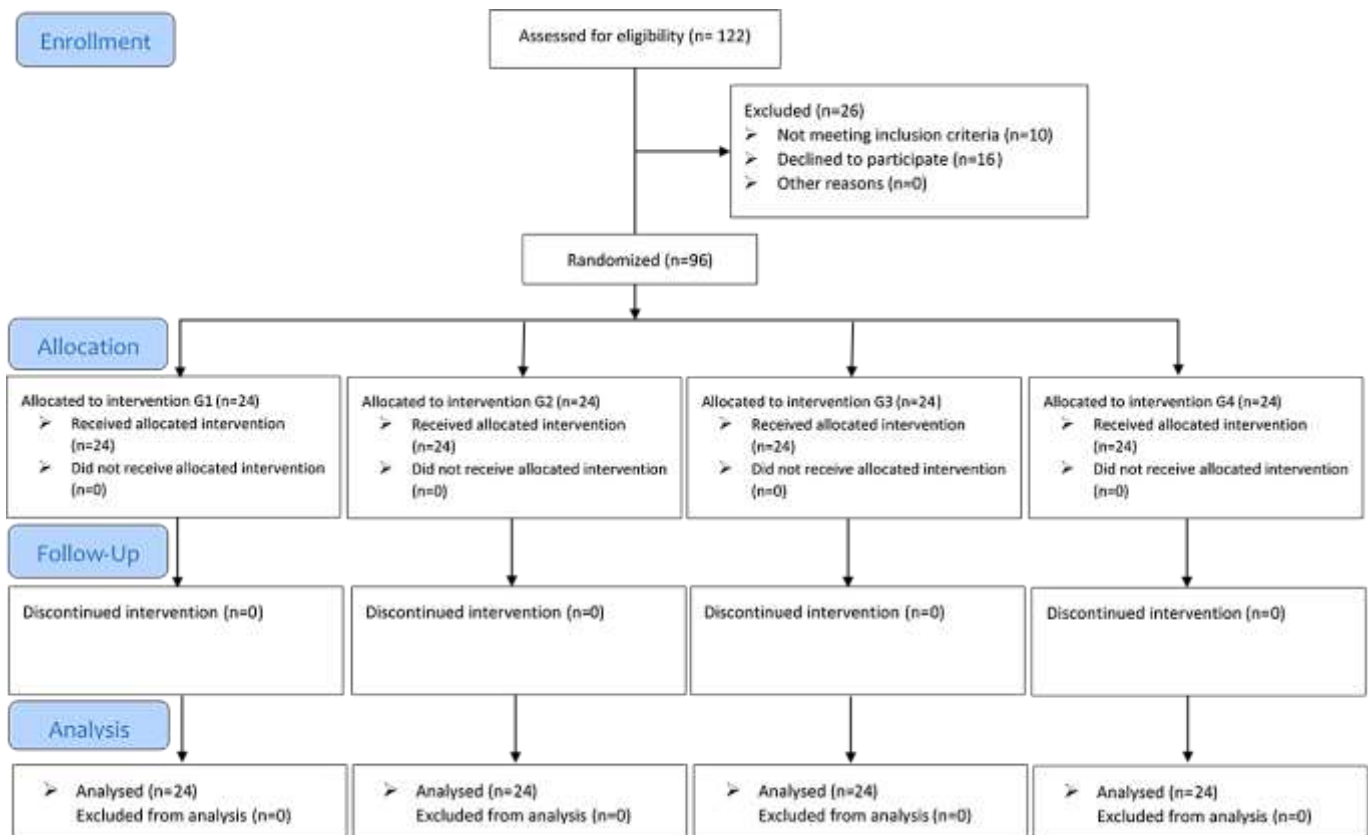 Enrollment
Assessed for eligibility (n= 122)
Excluded (n=26)
➢ Not meeting inclusion criteria (n=10)
➢ Declined to participate (n=16)
➢ Other reasons (n=0)
Randomized (n=96)
Allocation
Allocated to intervention G1 (n=24)
➢ Received allocated intervention
(n=24)
➢ Did not receive allocated intervention
(n=0)
Allocated to intervention G2 (n=24)
➢ Received allocated intervention
(n=24)
➢ Did not receive allocated intervention
(n=0)
Allocated to intervention G3 (n=24)
➢ Received allocated intervention
(n=24)
➢ Did not receive allocated intervention
(n=0)
Allocated to intervention G4 (n=24)
➢ Received allocated intervention
(n=24)
➢ Did not receive allocated intervention
(n=0)
Follow-Up
Discontinued intervention (n=0)
Discontinued intervention (n=0)
Discontinued intervention (n=0)
Discontinued intervention (n=0)
Analysis
➢ Analysed (n=24)
Excluded from analysis (n=0)
➢ Analysed (n=24)
Excluded from analysis (n=0)
➢ Analysed (n=24)
Excluded from analysis (n=0)
➢ Analysed (n=24)
Excluded from analysis (n=0)